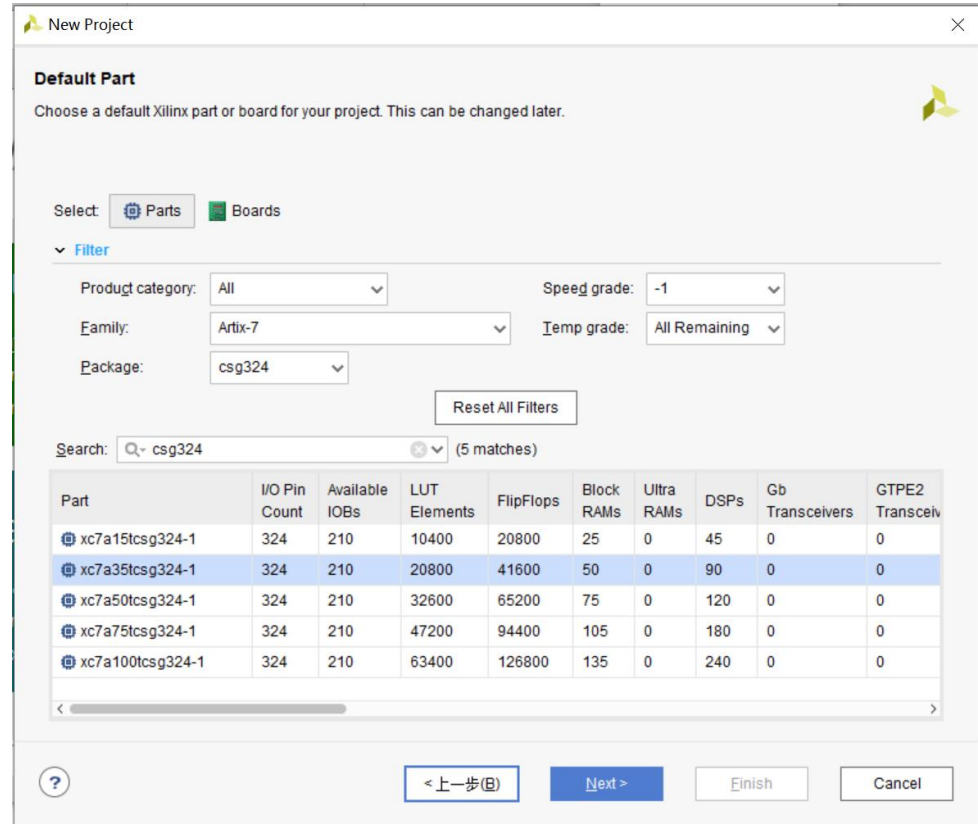 New Project
Default Part
Choose a default Xilinx part or board for your project. This can be changed later.
Select: Parts Boards
Filter
Product category: All Speed grade: -1
Family: Artix-7 Temp grade: All Remaining
Package: csg324
Reset All Filters
Search: csg324 (5 matches)
Part I/O Pin Count Available IOBs LUT Elements FlipFlops Block RAMs Ultra RAMs DSPs Gb Transceivers GTPE2 Transceiv
xc7a15tcsg324-1 324 210 10400 20800 25 0 45 0 0
xc7a35tcsg324-1 324 210 20800 41600 50 0 90 0 0
xc7a50tcsg324-1 324 210 32600 65200 75 0 120 0 0
xc7a75tcsg324-1 324 210 47200 94400 105 0 180 0 0
xc7a100tcsg324-1 324 210 63400 126800 135 0 240 0 0
? <上一步(B) Next > Finish Cancel